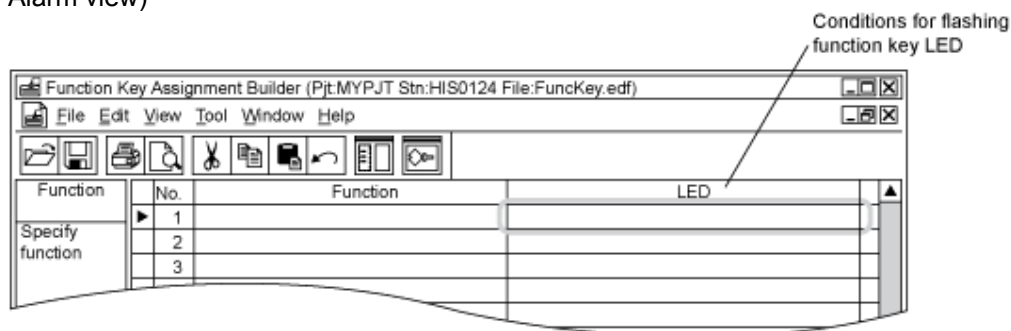 Alarm view)
Conditions for flashing
function key LED
Function Key Assignment Builder (Pjt:MYPJT Stn:HIS0124 File:FuncKey.edf)
File Edit View Tool Window Help
Function No. Function LED
1
Specify
function
2
3